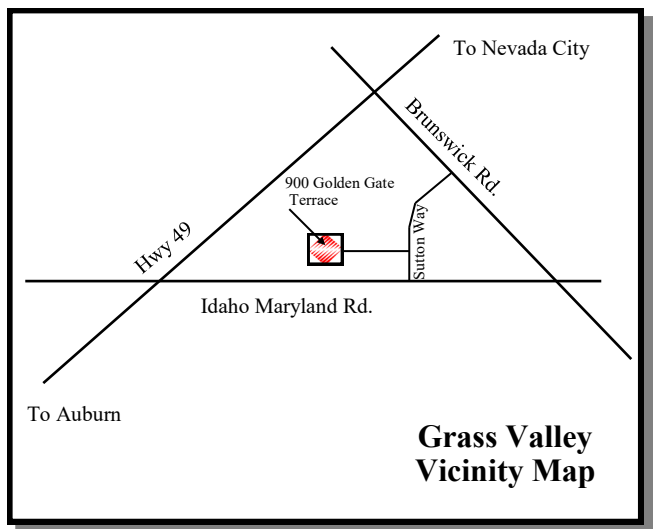 To Nevada City
Brunswick Rd.
900 Golden Gate
Terrace
Hwy 49
Sutton Way
Idaho Maryland Rd.
To Auburn
Grass Valley
Vicinity Map